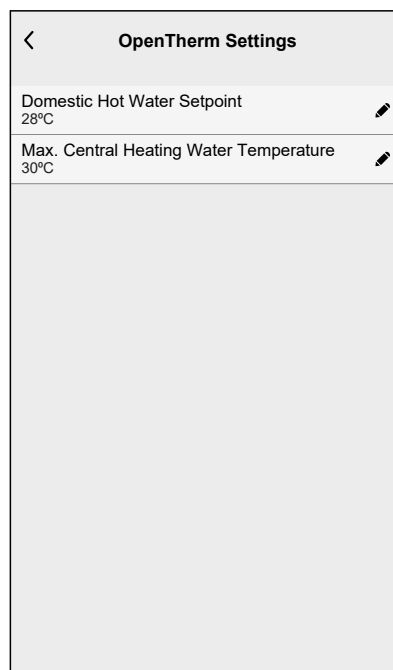 OpenTherm Settings
Domestic Hot Water Setpoint
28ºC
Max. Central Heating Water Temperature
30ºC